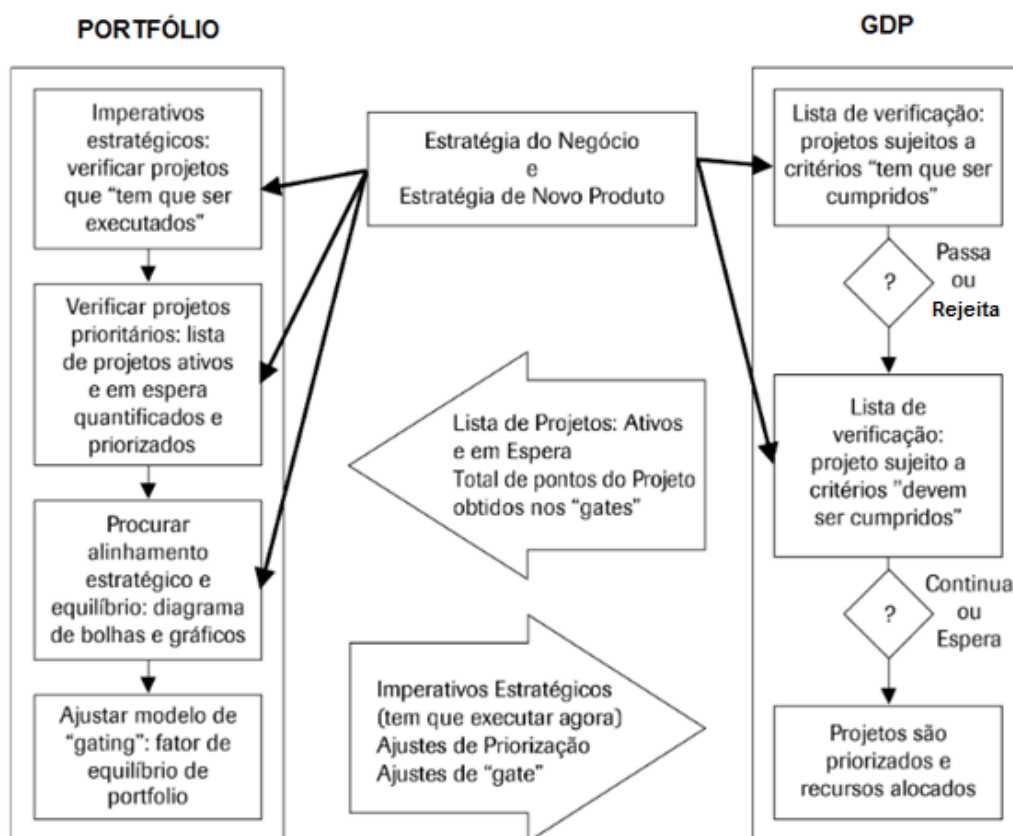 PORTFÓLIO
Imperativos
estratégicos:
verificar projetos
que “tem que ser
executados”
Verificar projetos
prioritários: lista
de projetos ativos
e em espera
quantificados e
priorizados
Procurar
alinhamento
estratégico e
equilíbrio: diagrama
de bolhas e gráficos
Ajustar modelo de
“gating”: fator de
equilíbrio de
portfolio
Estratégia do Negócio
e
Estratégia de Novo Produto
Lista de Projetos: Ativos
e em Espera
Total de pontos do Projeto
obtidos nos “gates”
Imperativos Estratégicos
(tem que executar agora)
Ajustes de Priorização
Ajustes de “gate”
GDP
Lista de verificação:
projetos sujeitos a
critérios “tem que ser
cumpridos”
?
Passa
ou
Rejeita
Lista de
verificação:
projeto sujeito a
critérios ”devem
ser cumpridos”
?
Continua
ou
Espera
Projetos são
priorizados e
recursos alocados